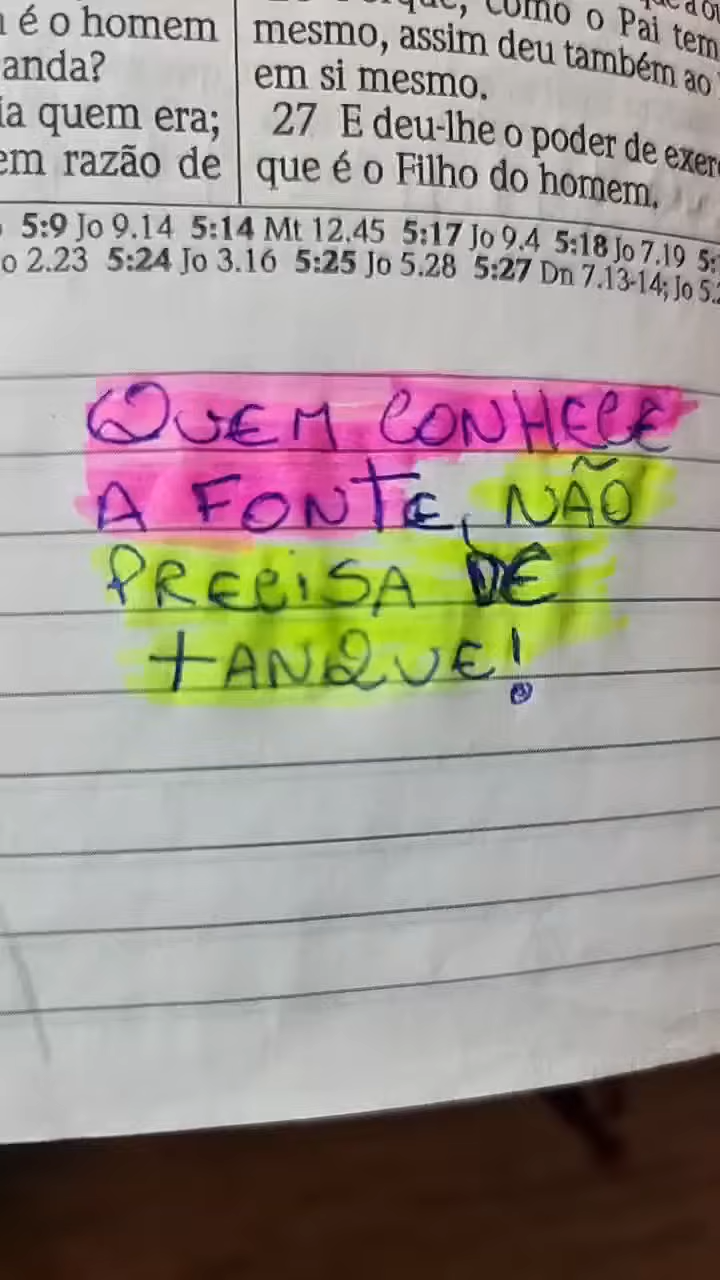 é o homem
anda?
quem era;
em razão de
como o Pai tem
mesmo, assim deu também ao
em si mesmo.
27 E deu-lhe o poder de
que é o Filho do homem.
5:9 Jo 9.14 5:14 Mt 12.45 5:17 Jo 9.4 5:18 Jo 7.19
2.23 5:24 Jo 3.16 5:25 Jo 5.28 5:27 Dn 7.13-14; Jo
QUEM CONHECE
A FONTE, NÃO
PRECISA DE
TANQUE!